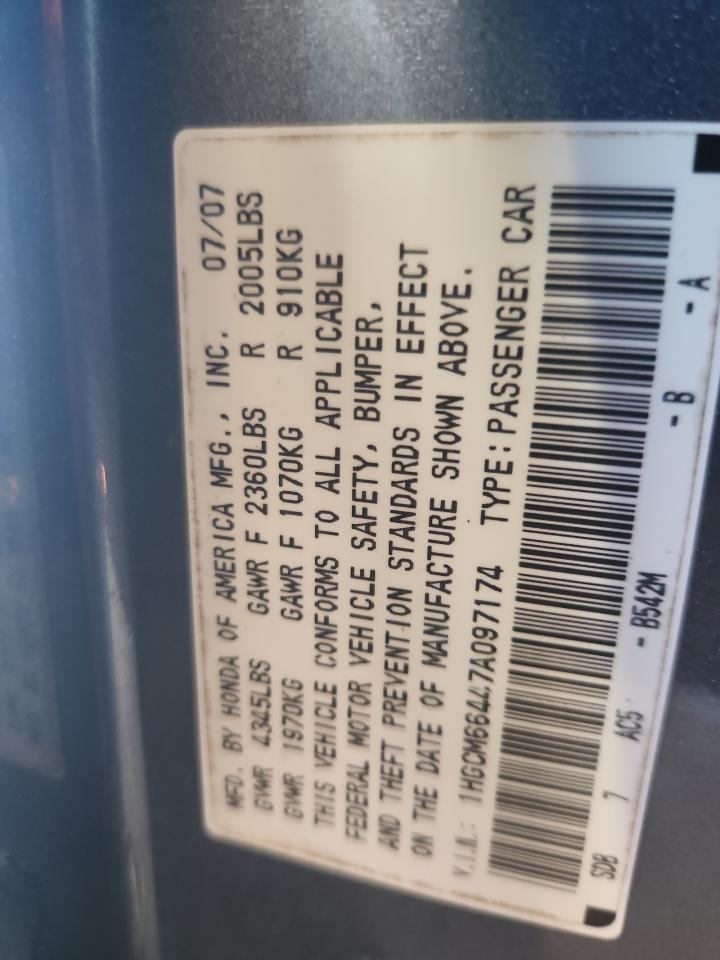 MFD. BY HONDA OF AMERICA MFG., INC. 07/07
GVWR 4345LBS GAWR F 2360LBS R 2005LBS
GVWR 1970KG GAWR F 1070KG R 910KG
THIS VEHICLE CONFORMS TO ALL APPLICABLE
FEDERAL MOTOR VEHICLE SAFETY, BUMPER,
AND THEFT PREVENTION STANDARDS IN EFFECT
ON THE DATE OF MANUFACTURE SHOWN ABOVE.
V.I.N.: 1HGCM66447A097174 TYPE:PASSENGER CAR
SDB 7 AC5 - B542M - B - A